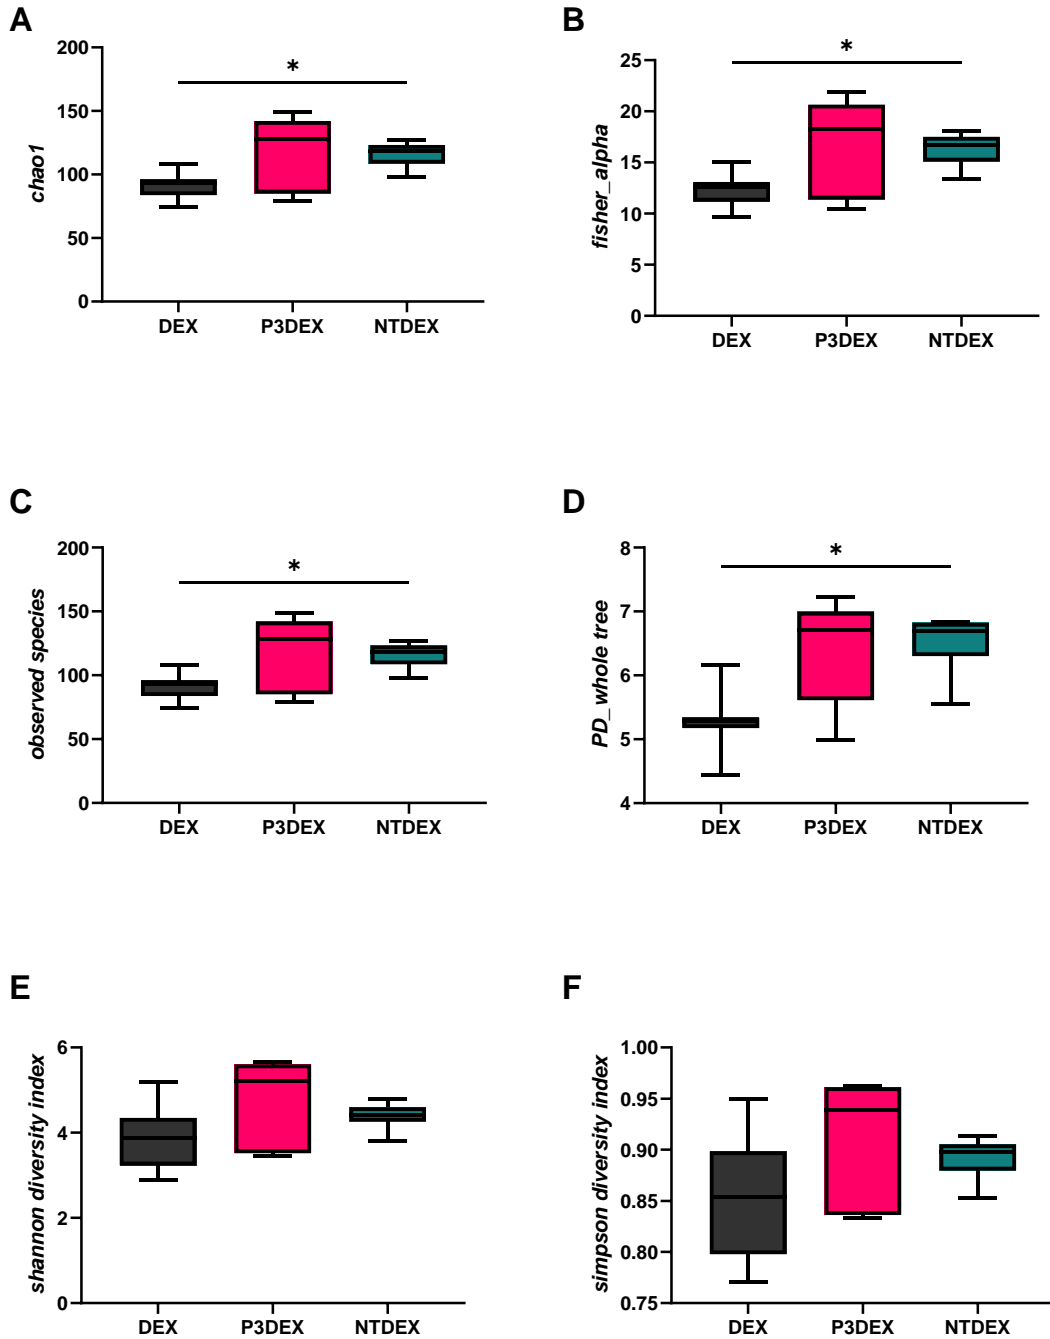 A
chao1
200
150
100
50
0
*
DEX P3DEX NTDEX
B
fisher_alpha
25
20
15
10
5
0
*
DEX P3DEX NTDEX
C
observed species
200
150
100
50
0
*
DEX P3DEX NTDEX
D
PD_whole tree
8
7
6
5
4
*
DEX P3DEX NTDEX
E
shannon diversity index
6
4
2
0
DEX P3DEX NTDEX
F
simpson diversity index
1.00
0.95
0.90
0.85
0.80
0.75
DEX P3DEX NTDEX